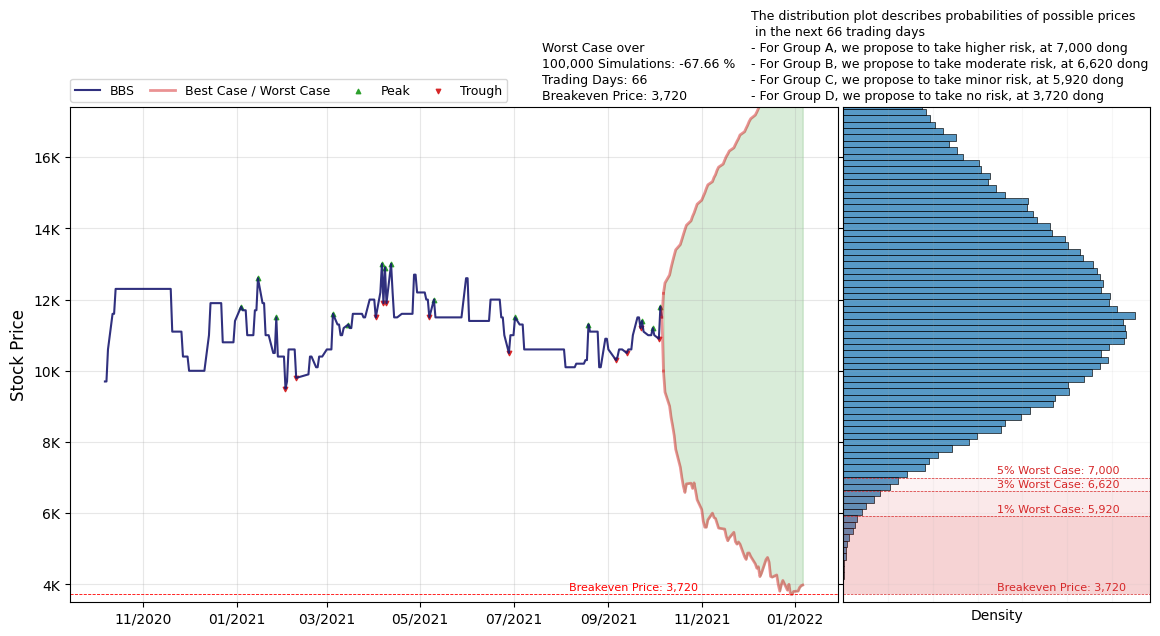 The distribution plot describes probabilities of possible prices
in the next 66 trading days
- For Group A, we propose to take higher risk, at 7,000 dong
- For Group B, we propose to take moderate risk, at 6,620 dong
- For Group C, we propose to take minor risk, at 5,920 dong
- For Group D, we propose to take no risk, at 3,720 dong
Worst Case over
100,000 Simulations: -67.66 %
Trading Days: 66
Breakeven Price: 3,720
BBS
Best Case / Worst Case
Peak
Trough
Stock Price
16K
14K
12K
10K
8K
6K
4K
Breakeven Price: 3,720
11/2020
01/2021
03/2021
05/2021
07/2021
09/2021
11/2021
01/2022
5% Worst Case: 7,000
3% Worst Case: 6,620
1% Worst Case: 5,920
Breakeven Price: 3,720
Density